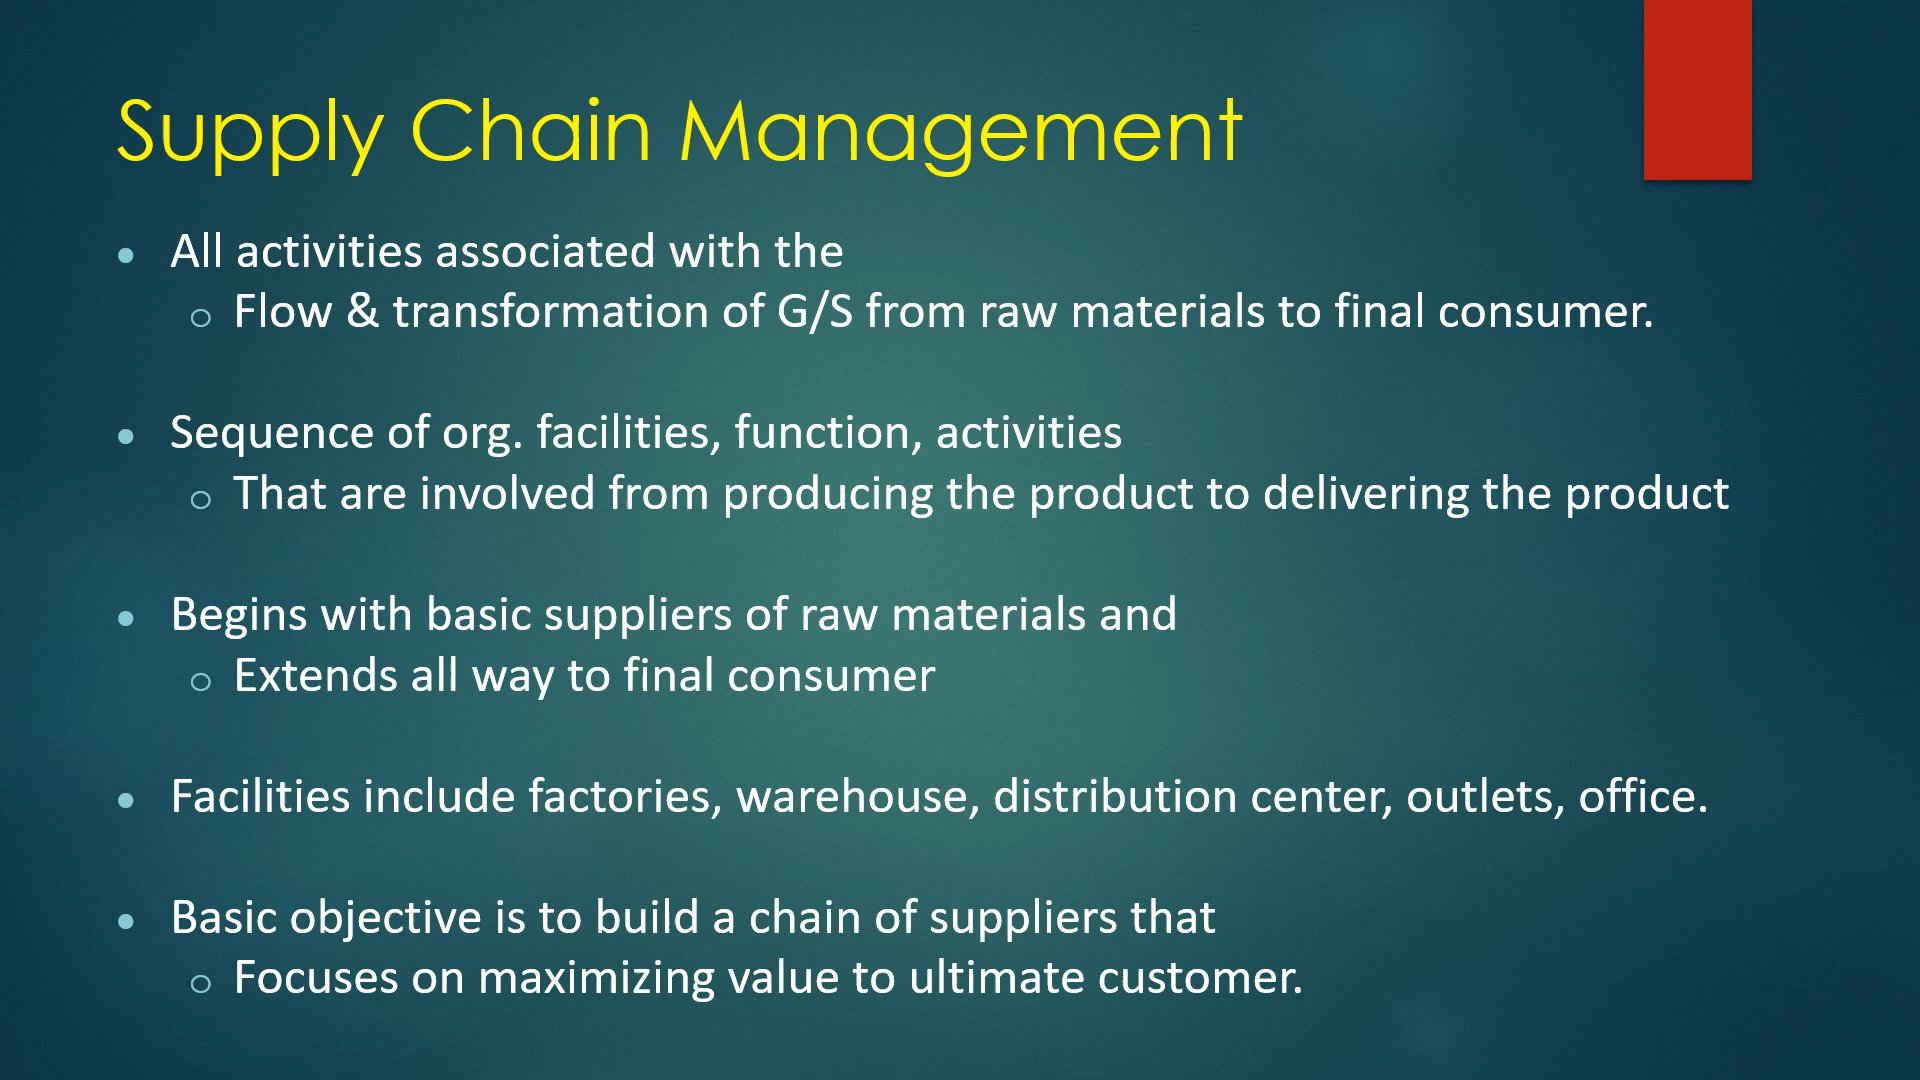 Supply Chain Management
• All activities associated with the
o Flow & transformation of G/S from raw materials to final consumer.
• Sequence of org. facilities, function, activities
o That are involved from producing the product to delivering the product
• Begins with basic suppliers of raw materials and
o Extends all way to final consumer
• Facilities include factories, warehouse, distribution center, outlets, office.
• Basic objective is to build a chain of suppliers that
o Focuses on maximizing value to ultimate customer.